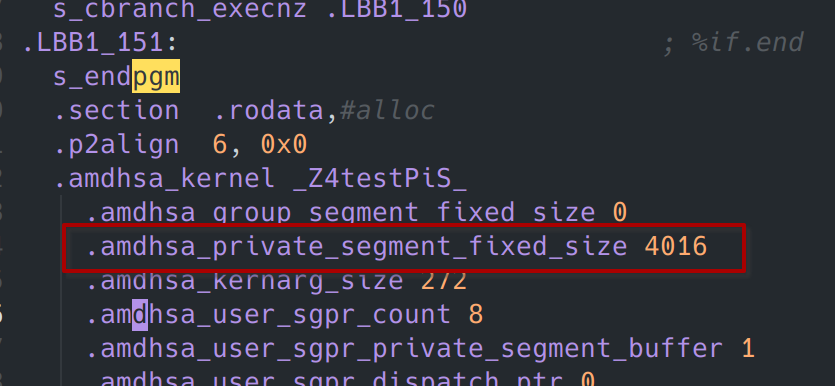 s_cbranch_execnz .LBB1_150
.LBB1_151: ; %if.end
s_endpgm
.section .rodata,#alloc
.p2align 6, 0x0
.amdhsa_kernel _Z4testPiS_
.amdhsa_group_segment_fixed_size 0
.amdhsa_private_segment_fixed_size 4016
.amdhsa_kernarg_size 272
.amdhsa_user_sgpr_count 8
.amdhsa_user_sgpr_private_segment_buffer 1
.amdhsa_user_sgpr_dispatch_ptr 0